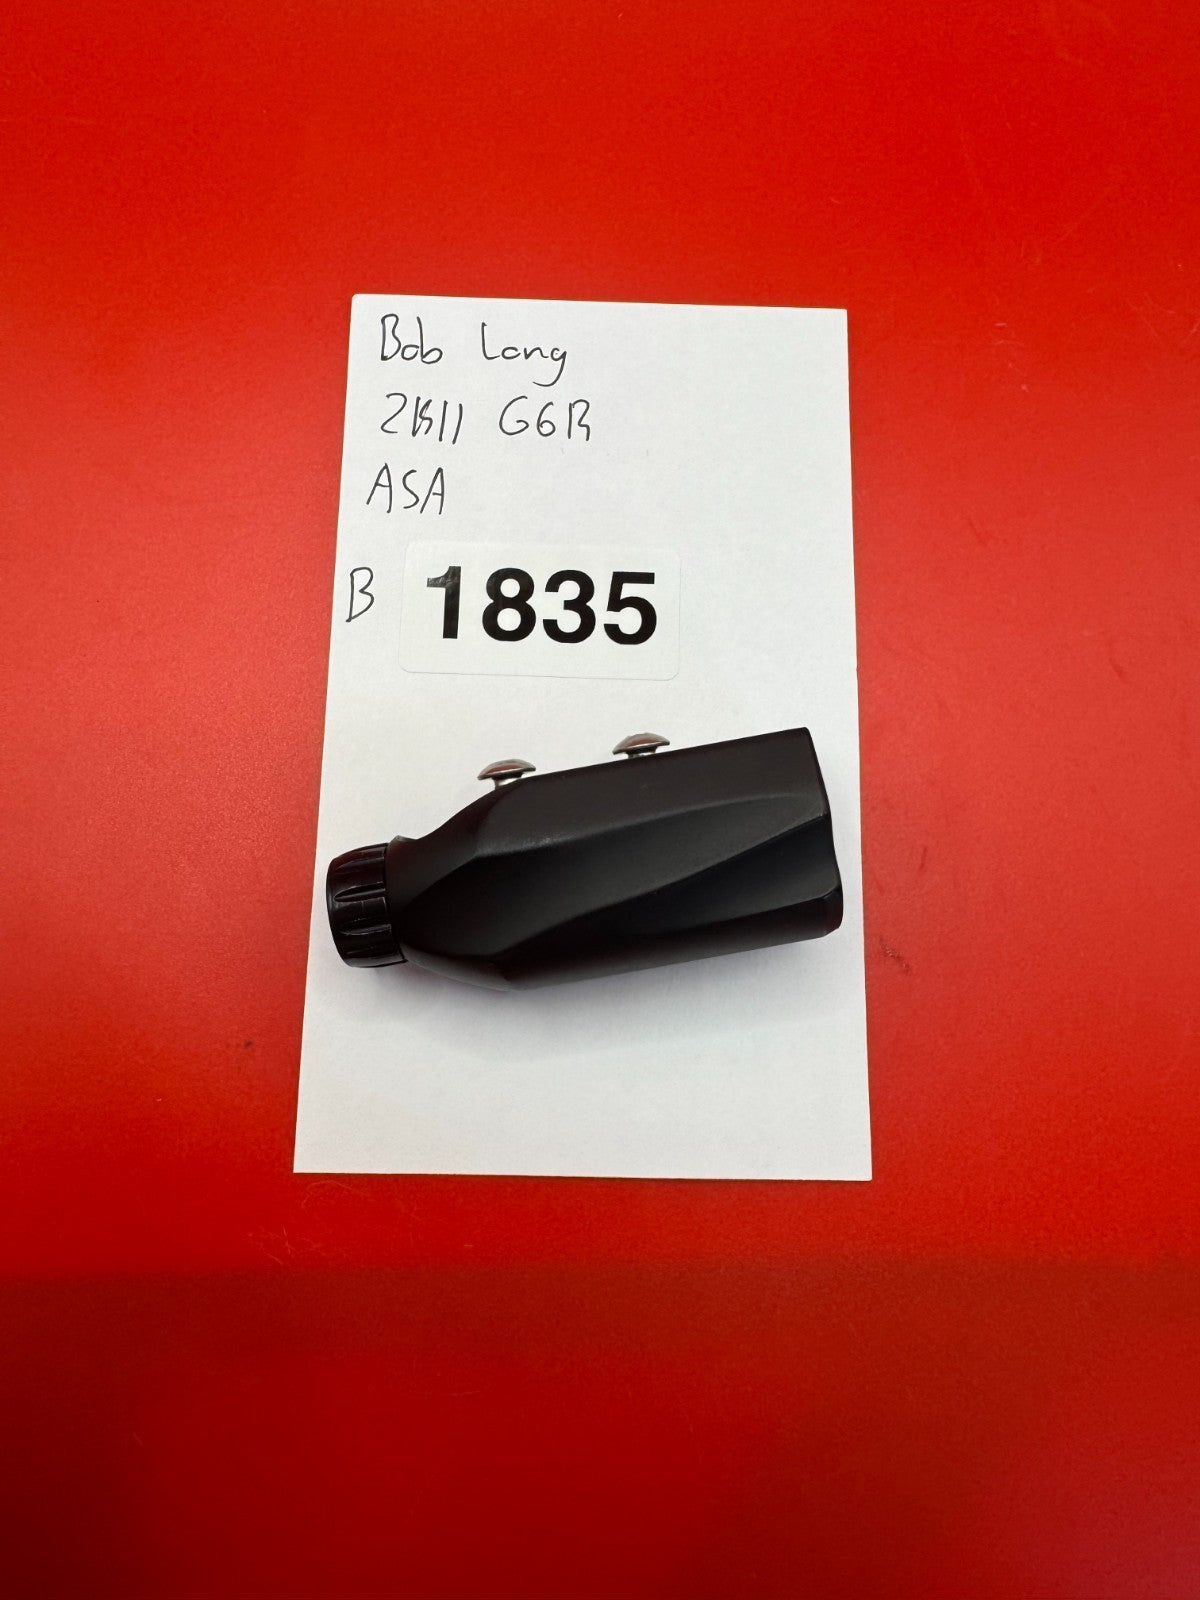 Bob Long
2K11 G6R
ASA
B 1835